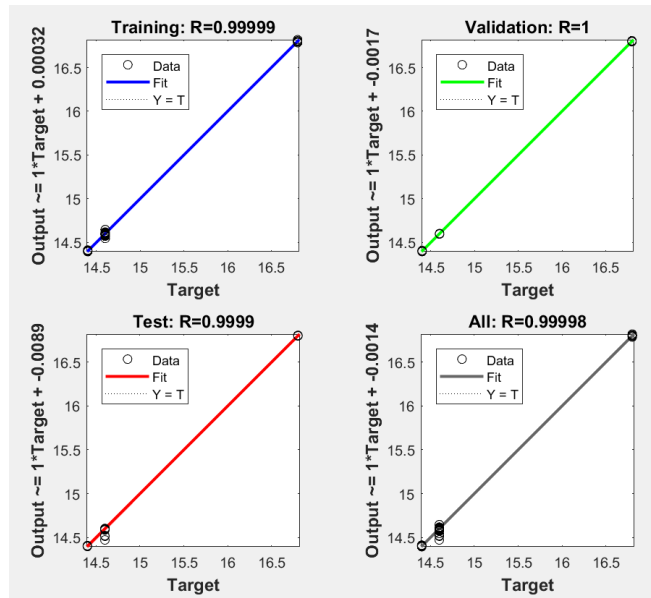 Training: R=0.99999
Output ~= 1*Target + 0.00032
16.5
16
15.5
15
14.5
Data
Fit
Y = T
14.5 15 15.5 16 16.5
Target
Validation: R=1
Output ~= 1*Target + -0.0017
16.5
16
15.5
15
14.5
Data
Fit
Y = T
14.5 15 15.5 16 16.5
Target
Test: R=0.9999
Output ~= 1*Target + -0.0089
16.5
16
15.5
15
14.5
Data
Fit
Y = T
14.5 15 15.5 16 16.5
Target
All: R=0.99998
Output ~= 1*Target + -0.0014
16.5
16
15.5
15
14.5
Data
Fit
Y = T
14.5 15 15.5 16 16.5
Target